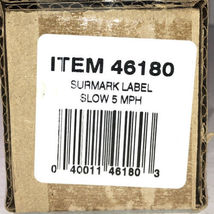 ITEM 46180
SURMARK LABEL
SLOW 5 MPH
0 40011 46180 3